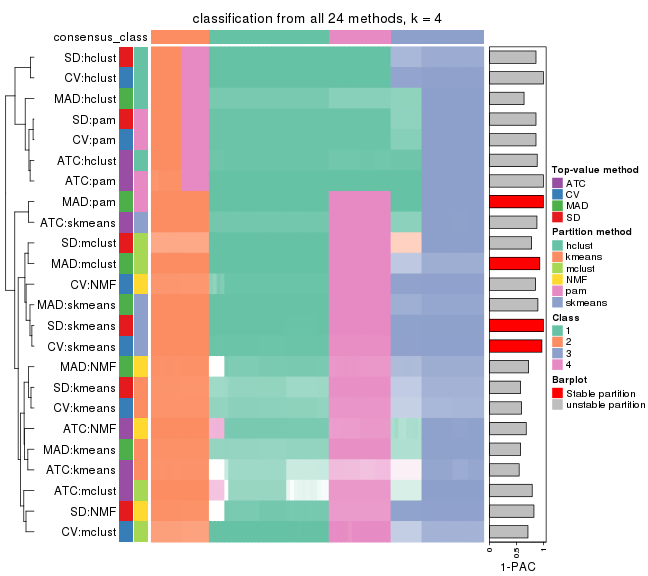 classification from all 24 methods, k = 4
consensus_class
SD:hclust
CV:hclust
MAD:hclust
SD:pam
CV:pam
ATC:hclust
ATC:pam
MAD:pam
ATC:skmeans
SD:mclust
MAD:mclust
CV:NMF
MAD:skmeans
SD:skmeans
CV:skmeans
MAD:NMF
SD:kmeans
CV:kmeans
ATC:NMF
MAD:kmeans
ATC:kmeans
ATC:mclust
SD:NMF
CV:mclust
0
0.5
1
1-PAC
Top-value method
ATC
CV
MAD
SD
Partition method
hclust
kmeans
mclust
NMF
pam
skmeans
Class
1
2
3
4
Barplot
Stable partition
unstable partition